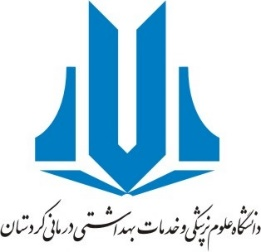 دانشگاه علوم پزشکی و خدمات بهداشتی درمانی کردستان